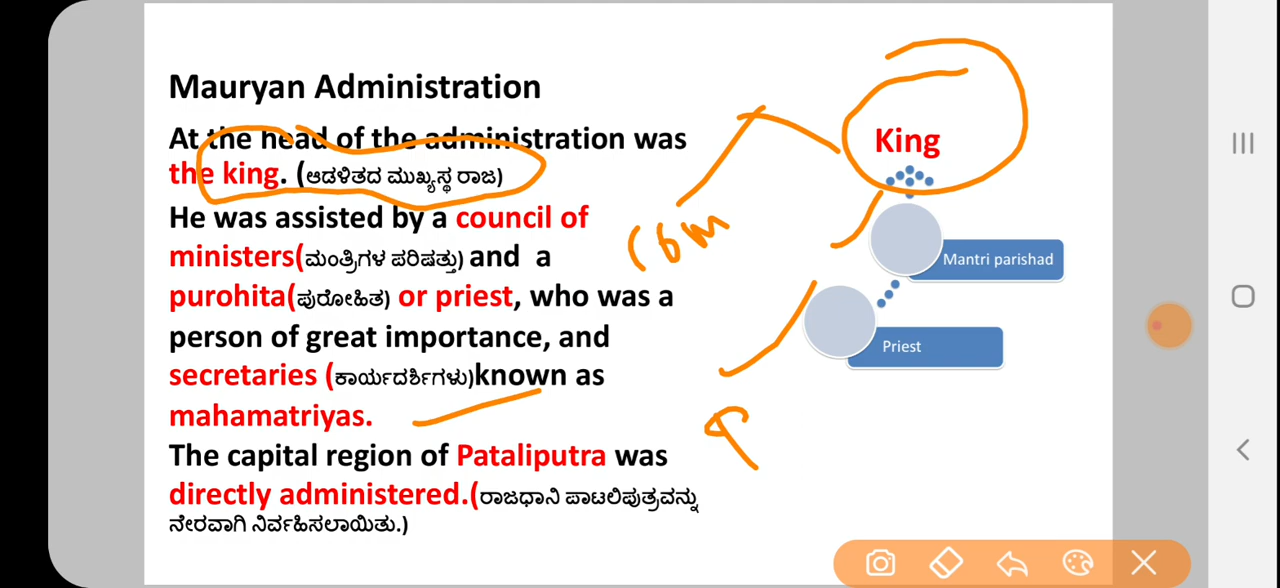 Mauryan Administration
At the head of the administration was
the king. (ಆಡಳಿತದ ಮುಖ್ಯಸ್ಥ ರಾಜ)
He was assisted by a council of
ministers(ಮಂತ್ರಿಗಳ ಪರಿಷತ್ತು) and a
purohita(ಪುರೋಹಿತ) or priest, who was a
person of great importance, and
secretaries (ಕಾರ್ಯದರ್ಶಿಗಳು)known as
mahamatriyas.
The capital region of Pataliputra was
directly administered.(ರಾಜಧಾನಿ ಪಾಟಲಿಪುತ್ರವನ್ನು
ನೇರವಾಗಿ ನಿರ್ವಹಿಸಲಾಯಿತು.)
King
Mantri parishad
Priest